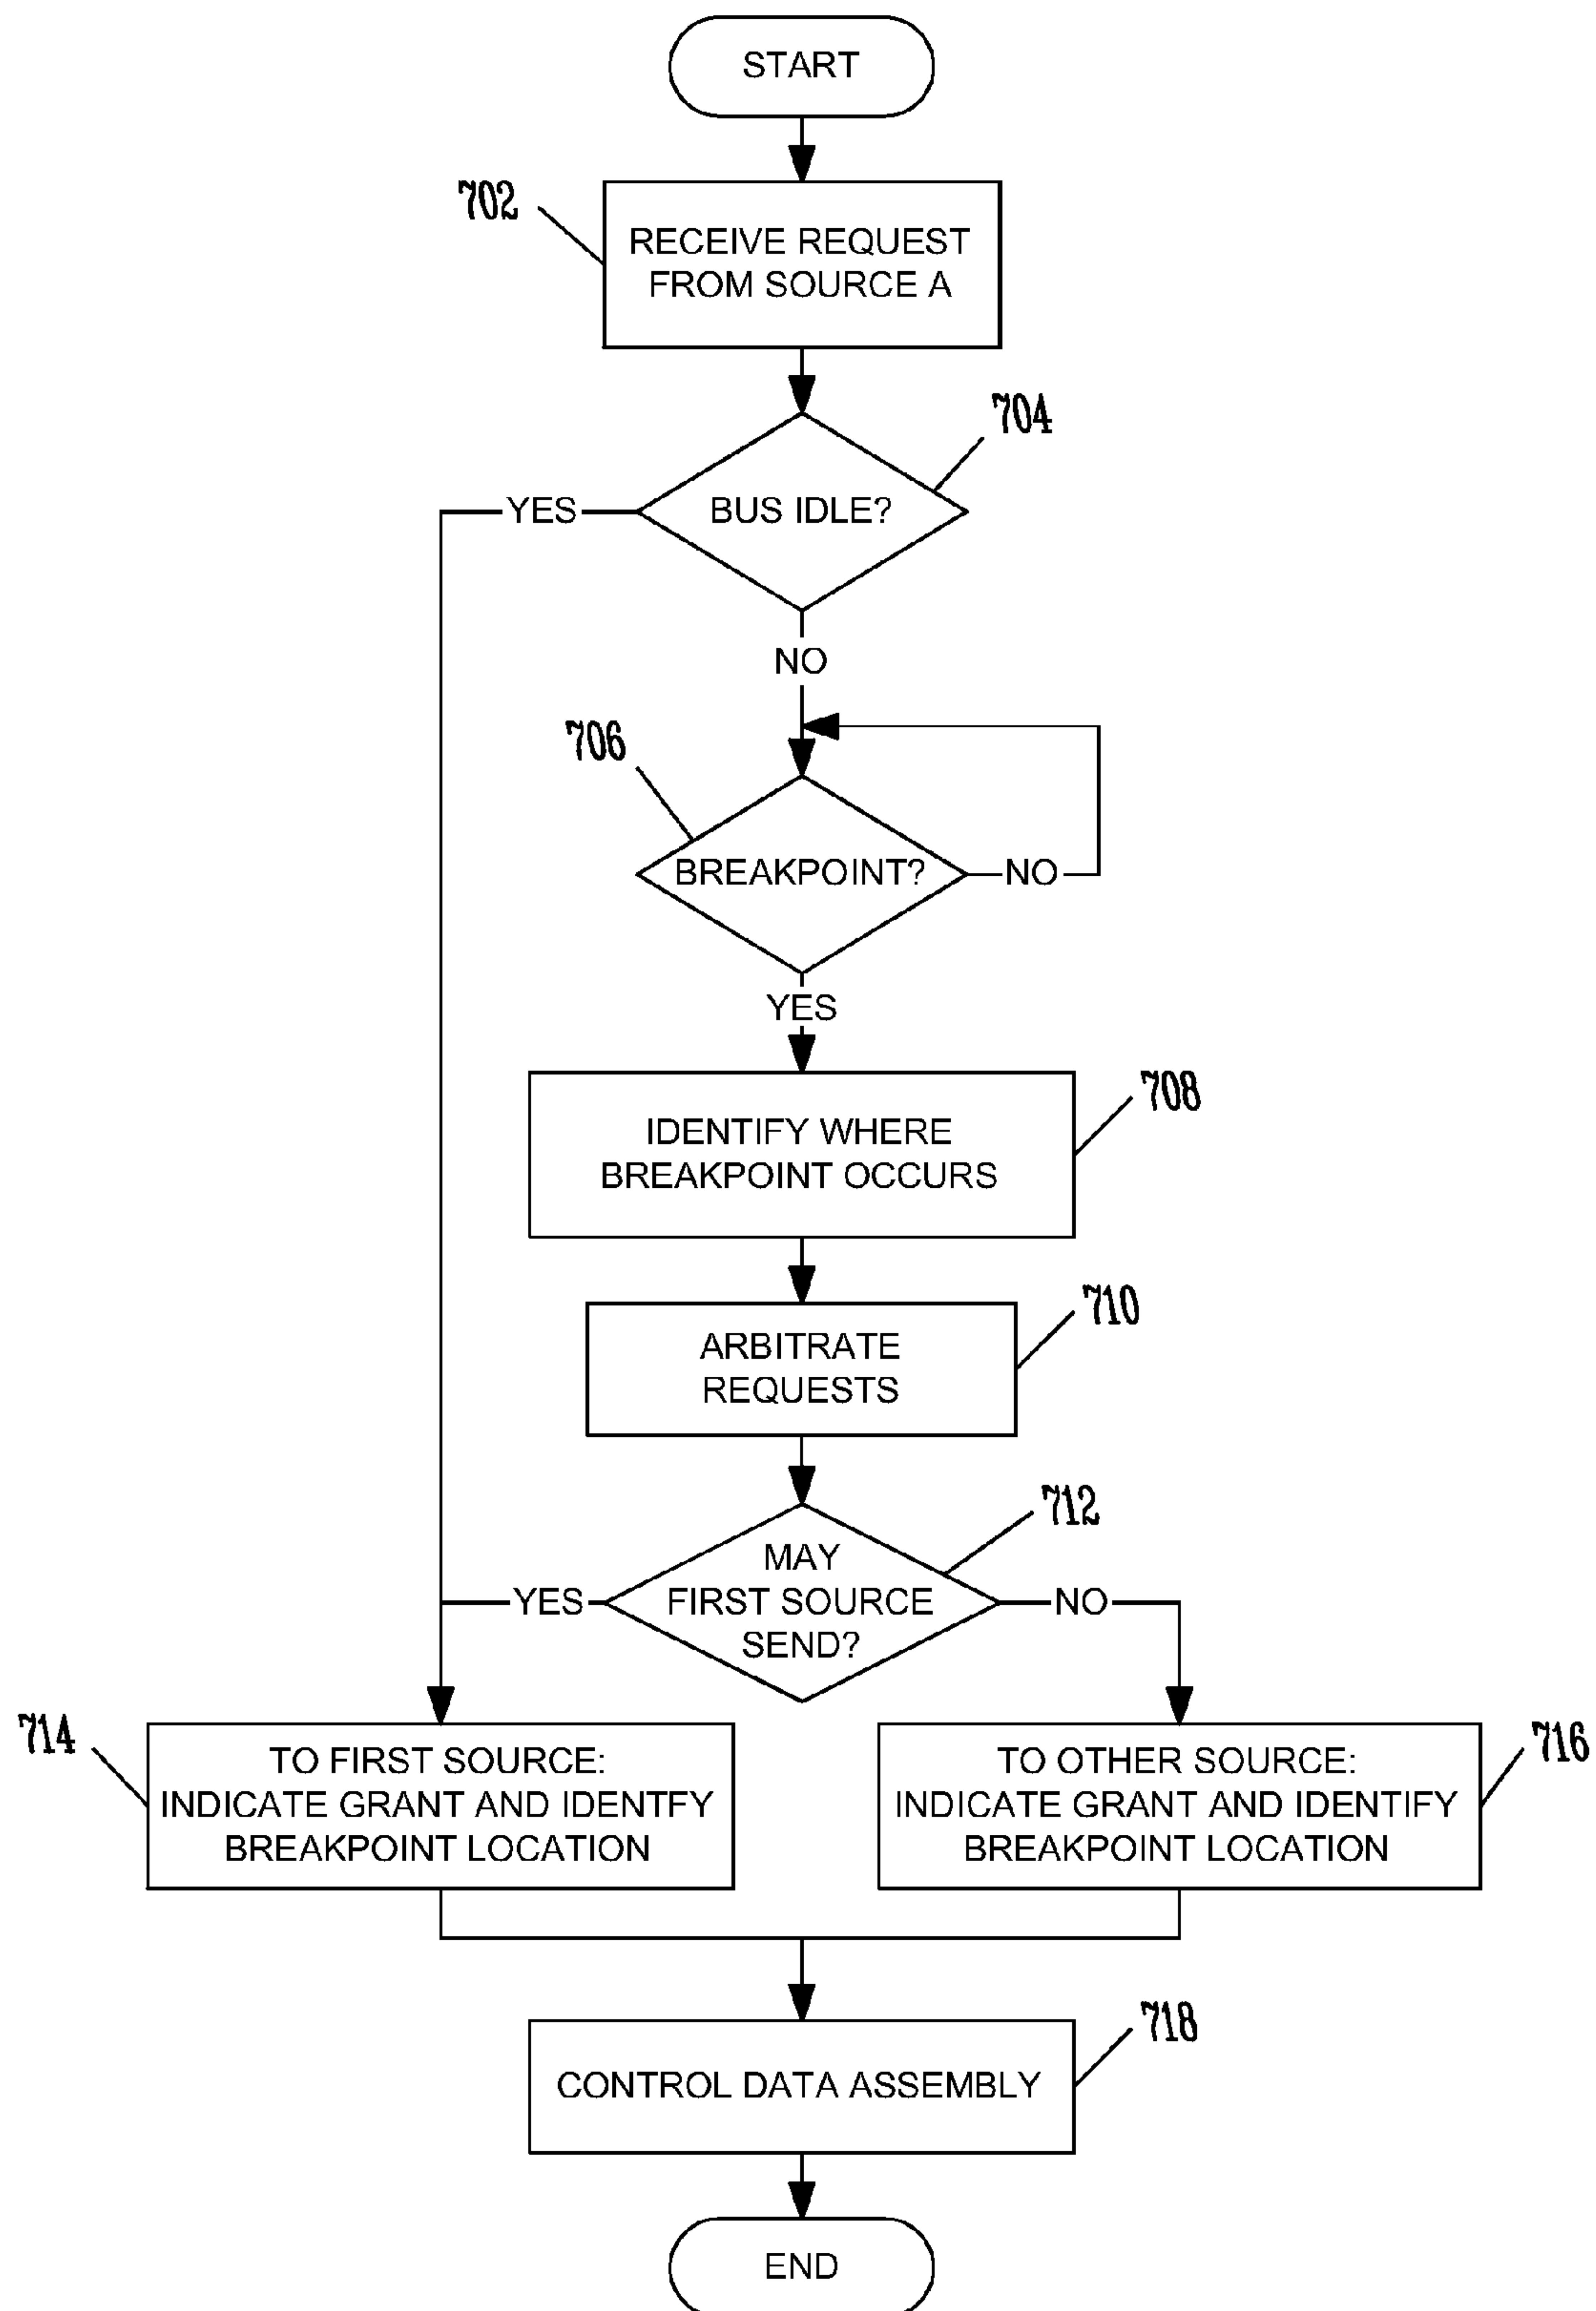 START
702
RECEIVE REQUEST
FROM SOURCE A
704
BUS IDLE?
YES
NO
706
BREAKPOINT?
NO
YES
708
IDENTIFY WHERE
BREAKPOINT OCCURS
710
ARBITRATE
REQUESTS
712
MAY
FIRST SOURCE
SEND?
YES
NO
714
TO FIRST SOURCE:
INDICATE GRANT AND IDENTFY
BREAKPOINT LOCATION
716
TO OTHER SOURCE:
INDICATE GRANT AND IDENTIFY
BREAKPOINT LOCATION
718
CONTROL DATA ASSEMBLY
END